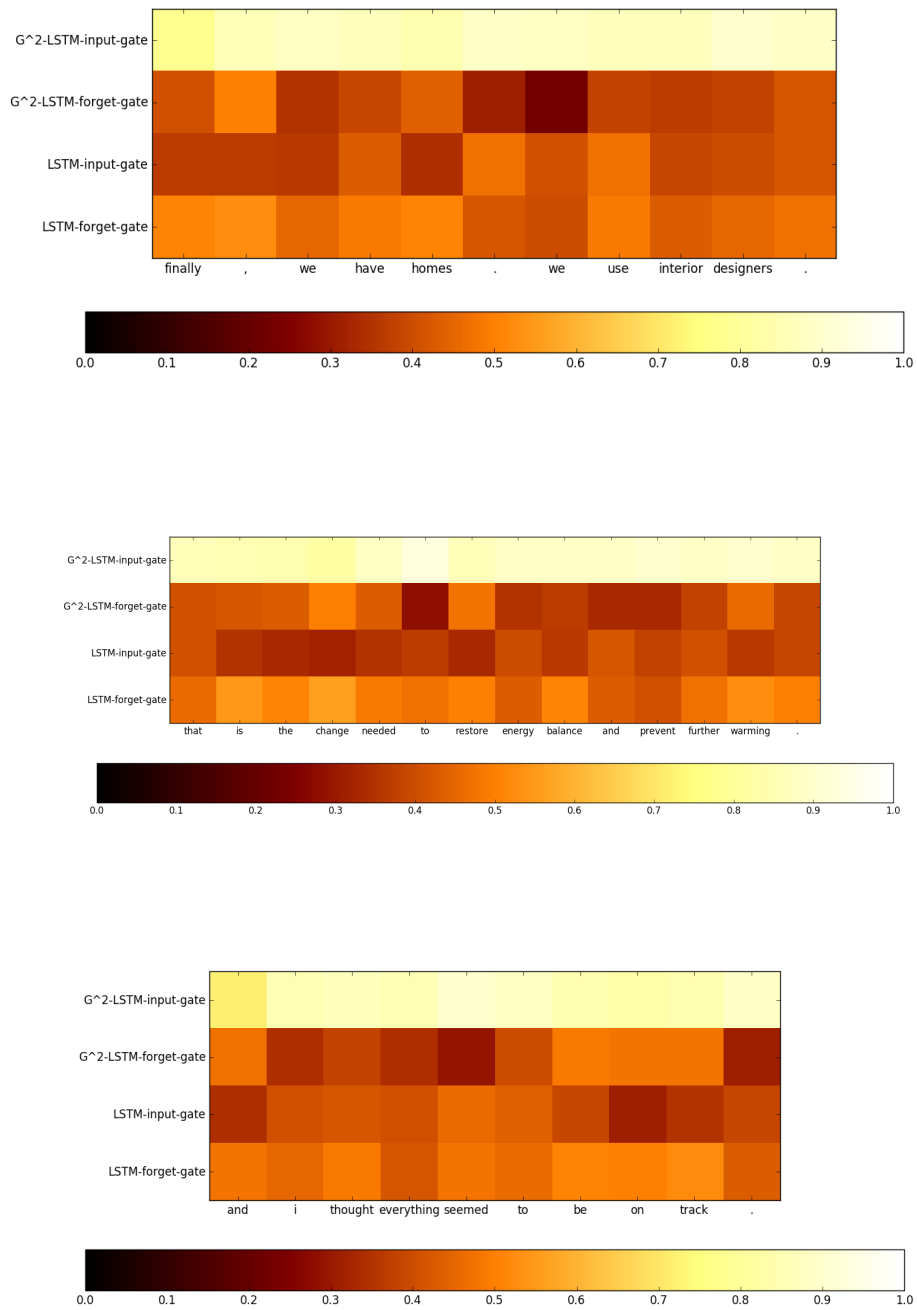 G^2-LSTM-input-gate
G^2-LSTM-forget-gate
LSTM-input-gate
LSTM-forget-gate
finally , we have homes . we use interior designers .
0.0 0.1 0.2 0.3 0.4 0.5 0.6 0.7 0.8 0.9 1.0
G^2-LSTM-input-gate
G^2-LSTM-forget-gate
LSTM-input-gate
LSTM-forget-gate
that is the change needed to restore energy balance and prevent further warming .
0.0 0.1 0.2 0.3 0.4 0.5 0.6 0.7 0.8 0.9 1.0
G^2-LSTM-input-gate
G^2-LSTM-forget-gate
LSTM-input-gate
LSTM-forget-gate
and i thought everything seemed to be on track .
0.0 0.1 0.2 0.3 0.4 0.5 0.6 0.7 0.8 0.9 1.0